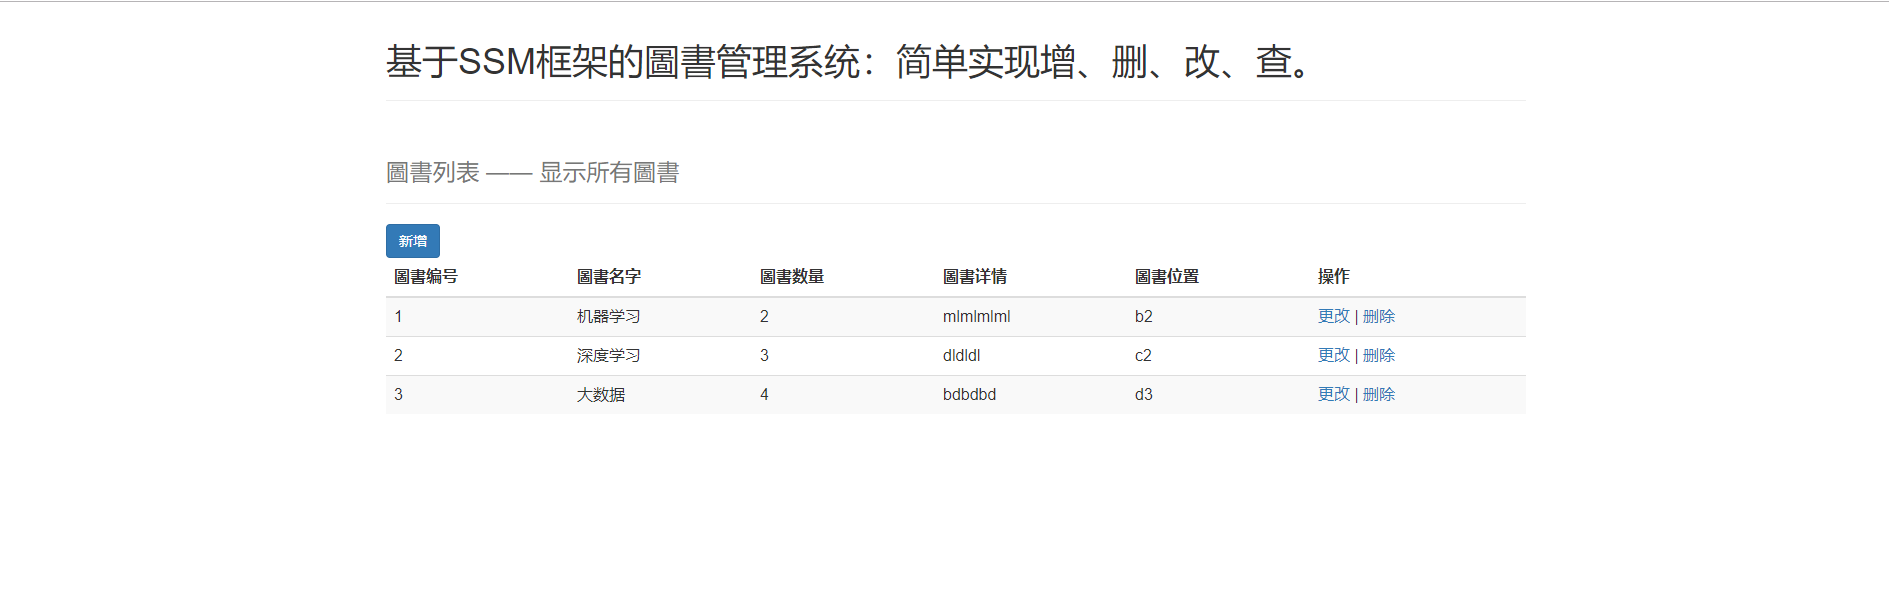 基于SSM框架的圖書管理系统：简单实现增、删、改、查。
圖書列表 —— 显示所有圖書
新增
圖書编号 圖書名字 圖書数量 圖書详情 圖書位置 操作
1 机器学习 2 mlmlmlml b2 更改 | 删除
2 深度学习 3 dldldl c2 更改 | 删除
3 大数据 4 bdbdbd d3 更改 | 删除